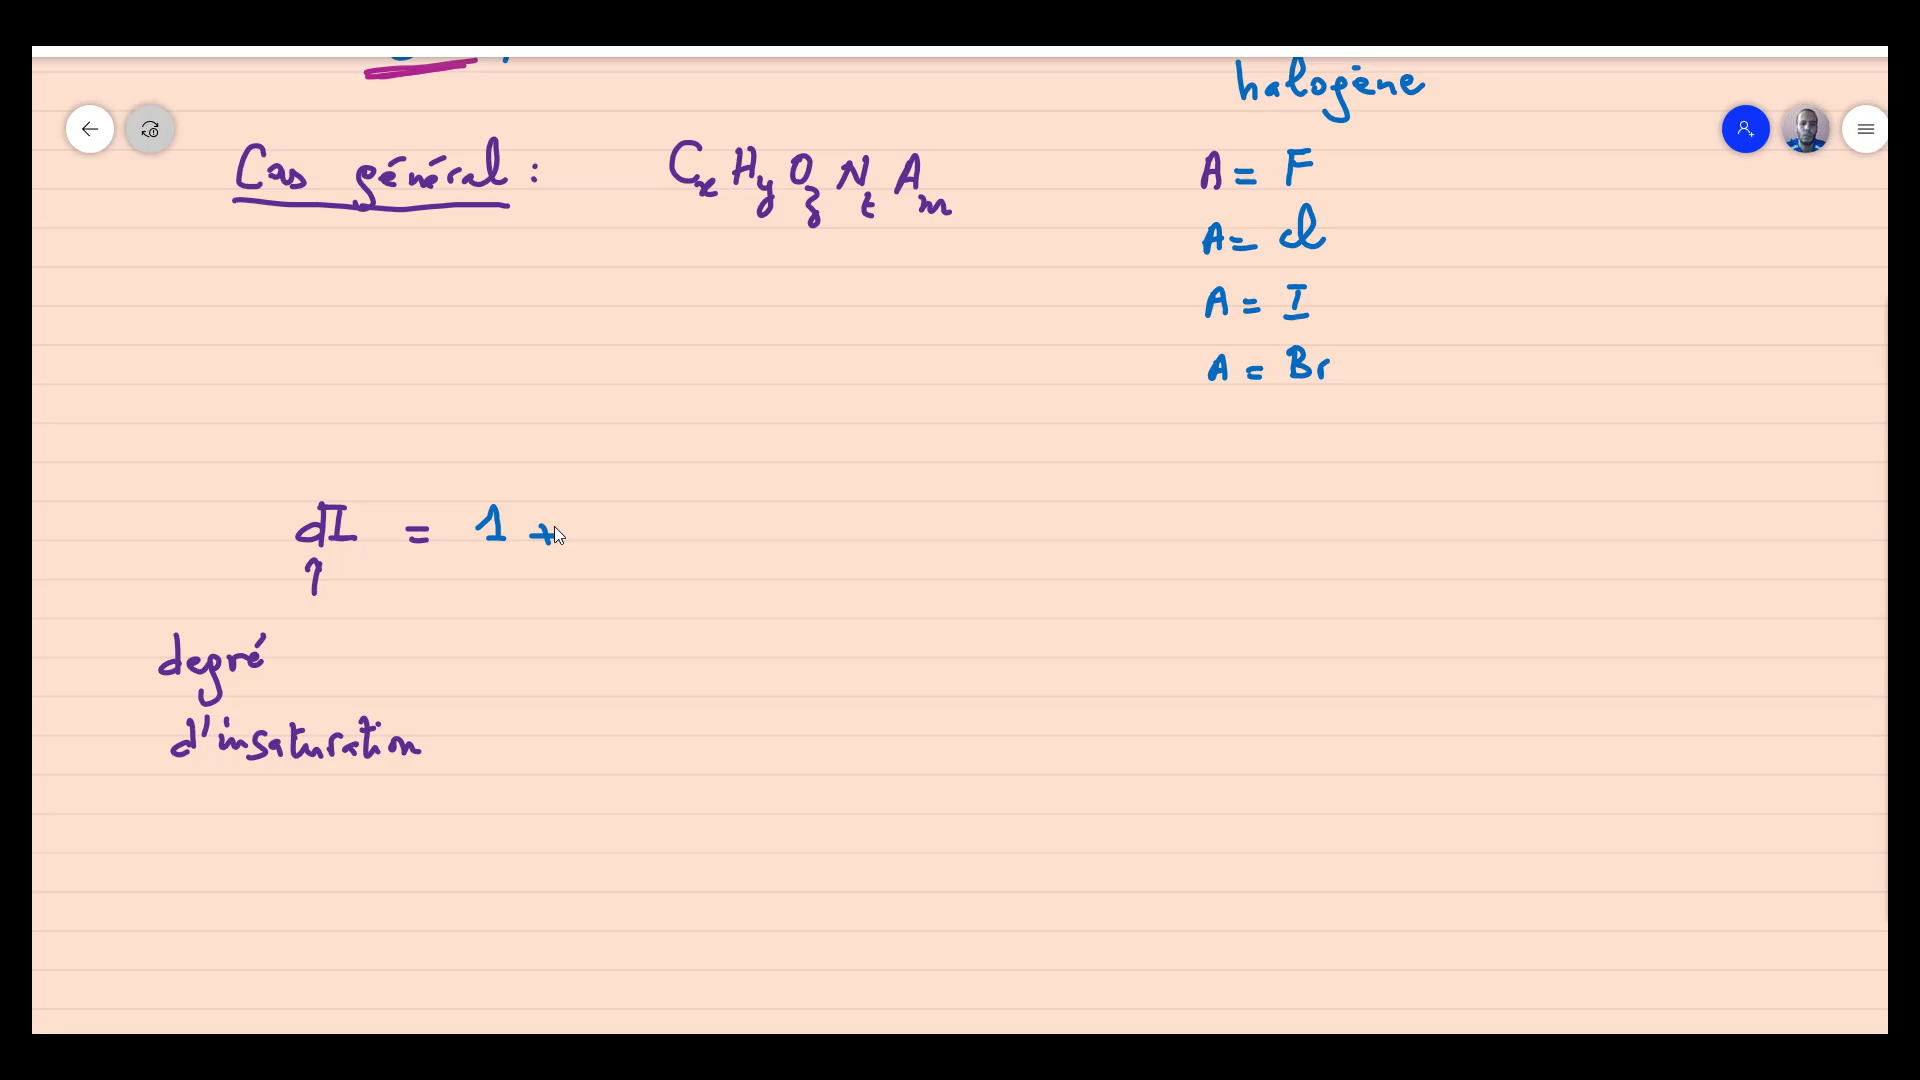 halogène
Cas général : CxHyOzNtAm
A = F
A = Cl
A = I
A = Br
dI = 1 +
↑
degré
d'insaturation